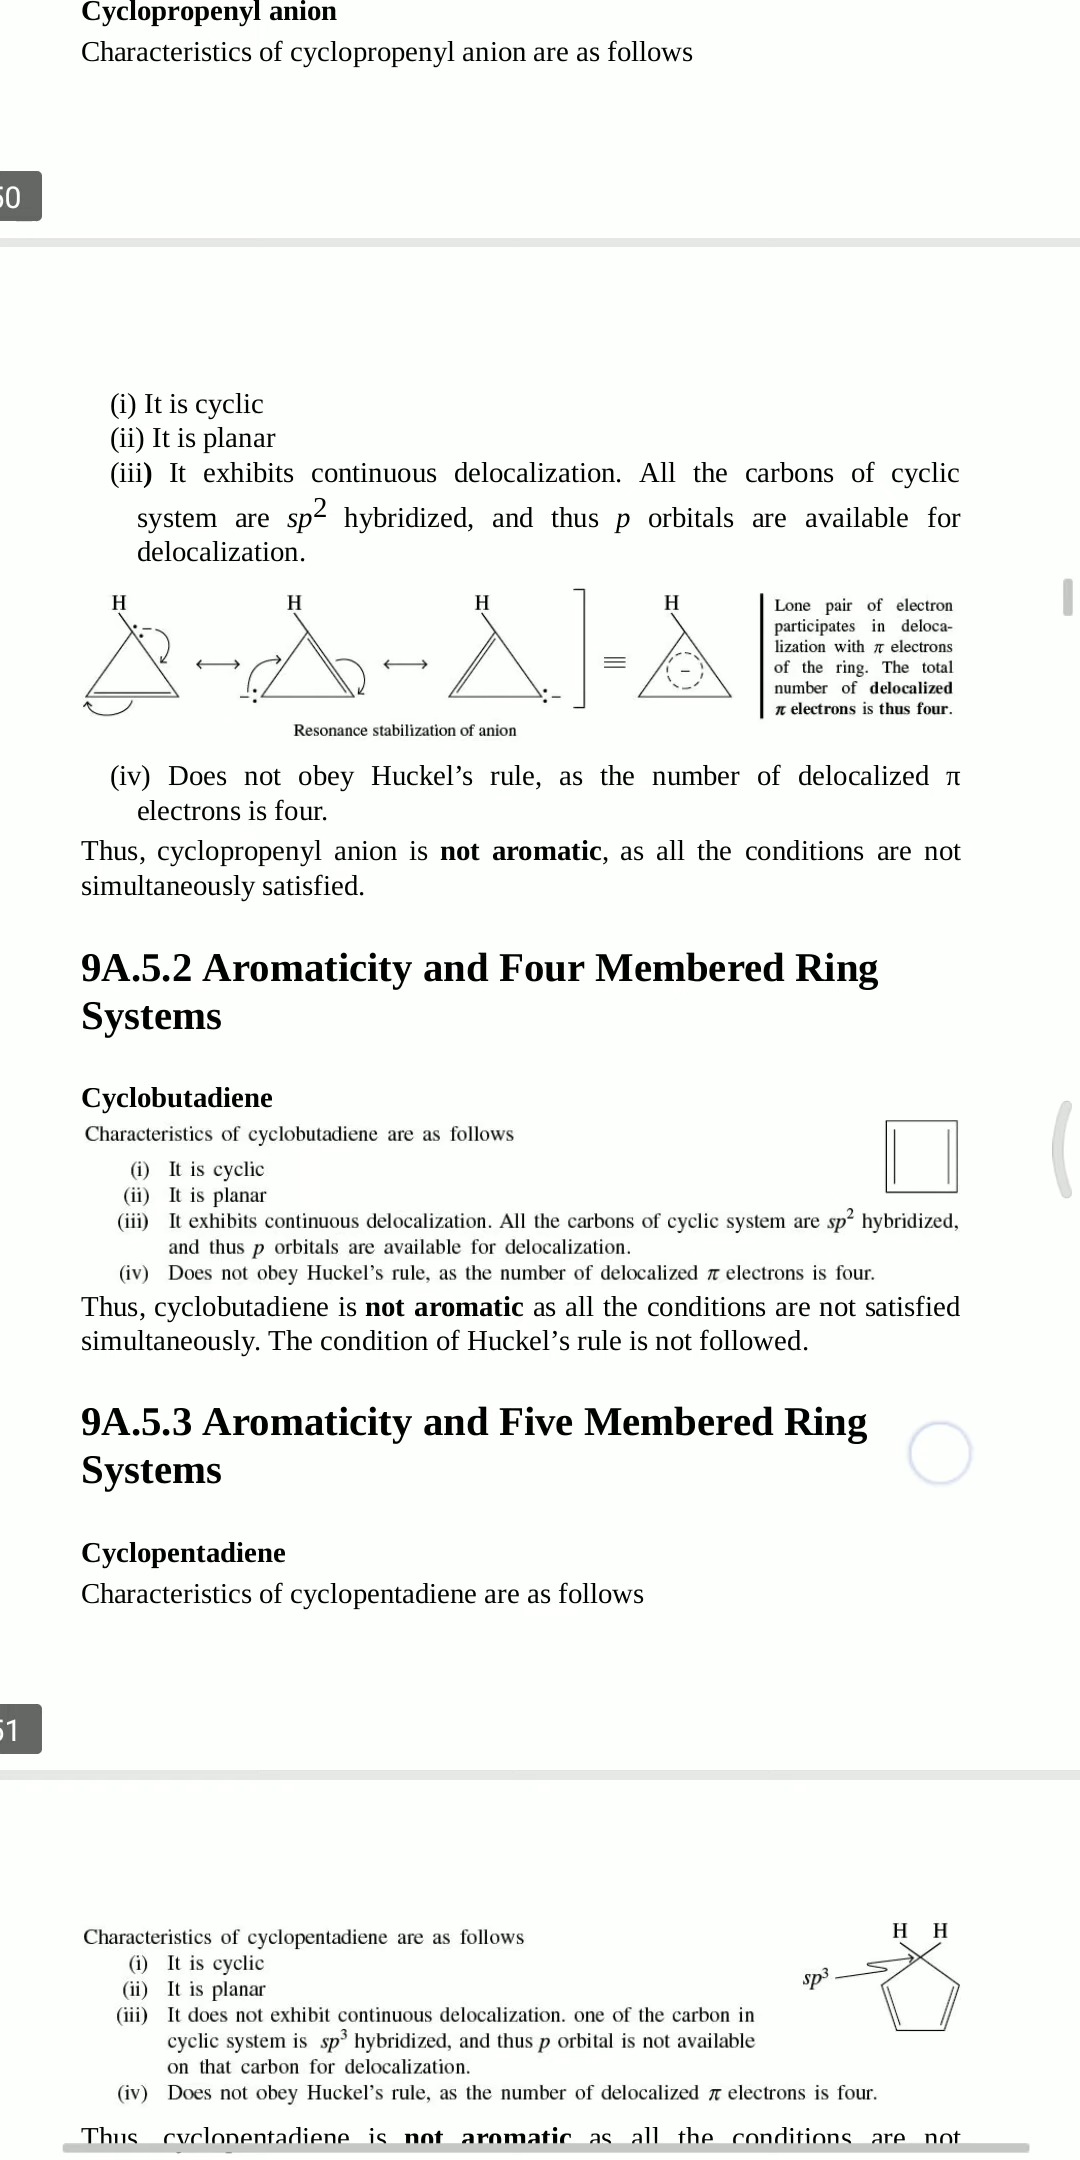 Cyclopropenyl anion
Characteristics of cyclopropenyl anion are as follows
50
(i) It is cyclic
(ii) It is planar
(iii) It exhibits continuous delocalization. All the carbons of cyclic
system are sp2 hybridized, and thus p orbitals are available for
delocalization.
H H H H
Lone pair of electron
participates in deloca-
lization with π electrons
of the ring. The total
number of delocalized
π electrons is thus four.
Resonance stabilization of anion
(iv) Does not obey Huckel’s rule, as the number of delocalized π
electrons is four.
Thus, cyclopropenyl anion is not aromatic, as all the conditions are not
simultaneously satisfied.
9A.5.2 Aromaticity and Four Membered Ring
Systems
Cyclobutadiene
Characteristics of cyclobutadiene are as follows
(i) It is cyclic
(ii) It is planar
(iii) It exhibits continuous delocalization. All the carbons of cyclic system are sp2 hybridized,
and thus p orbitals are available for delocalization.
(iv) Does not obey Huckel’s rule, as the number of delocalized π electrons is four.
Thus, cyclobutadiene is not aromatic as all the conditions are not satisfied
simultaneously. The condition of Huckel’s rule is not followed.
9A.5.3 Aromaticity and Five Membered Ring
Systems
Cyclopentadiene
Characteristics of cyclopentadiene are as follows
51
Characteristics of cyclopentadiene are as follows
(i) It is cyclic
(ii) It is planar
(iii) It does not exhibit continuous delocalization. one of the carbon in
cyclic system is sp3 hybridized, and thus p orbital is not available
on that carbon for delocalization.
(iv) Does not obey Huckel’s rule, as the number of delocalized π electrons is four.
H H
sp3
Thus, cyclopentadiene is not aromatic as all the conditions are not